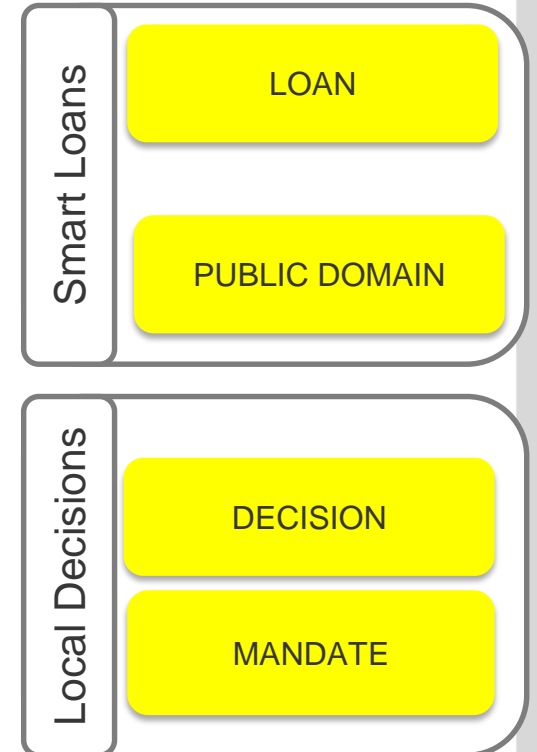 Smart Loans
LOAN
PUBLIC DOMAIN
Local Decisions
DECISION
MANDATE